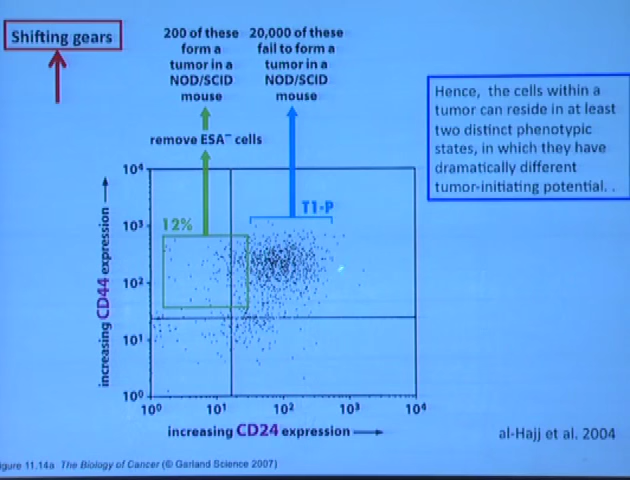 Shifting gears
200 of these
form a
tumor in a
NOD/SCID
mouse
20,000 of these
fail to form a
tumor in a
NOD/SCID
mouse
remove ESA⁻ cells
Hence, the cells within a
tumor can reside in at least
two distinct phenotypic
states, in which they have
dramatically different
tumor-initiating potential. .
T1-P
12%
10⁴
10³
10²
10¹
10⁰
increasing CD44 expression
10⁰ 10¹ 10² 10³ 10⁴
increasing CD24 expression
al-Hajj et al. 2004
igure 11.14a The Biology of Cancer (© Garland Science 2007)